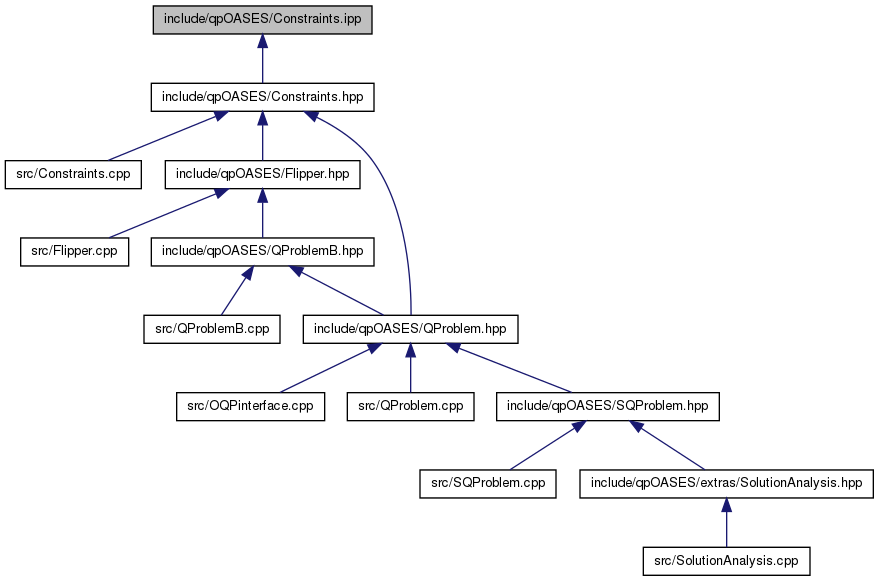 include/qpOASES/Constraints.ipp
include/qpOASES/Constraints.hpp
src/Constraints.cpp
include/qpOASES/Flipper.hpp
src/Flipper.cpp
include/qpOASES/QProblemB.hpp
src/QProblemB.cpp
include/qpOASES/QProblem.hpp
src/OQPinterface.cpp
src/QProblem.cpp
include/qpOASES/SQProblem.hpp
src/SQProblem.cpp
include/qpOASES/extras/SolutionAnalysis.hpp
src/SolutionAnalysis.cpp